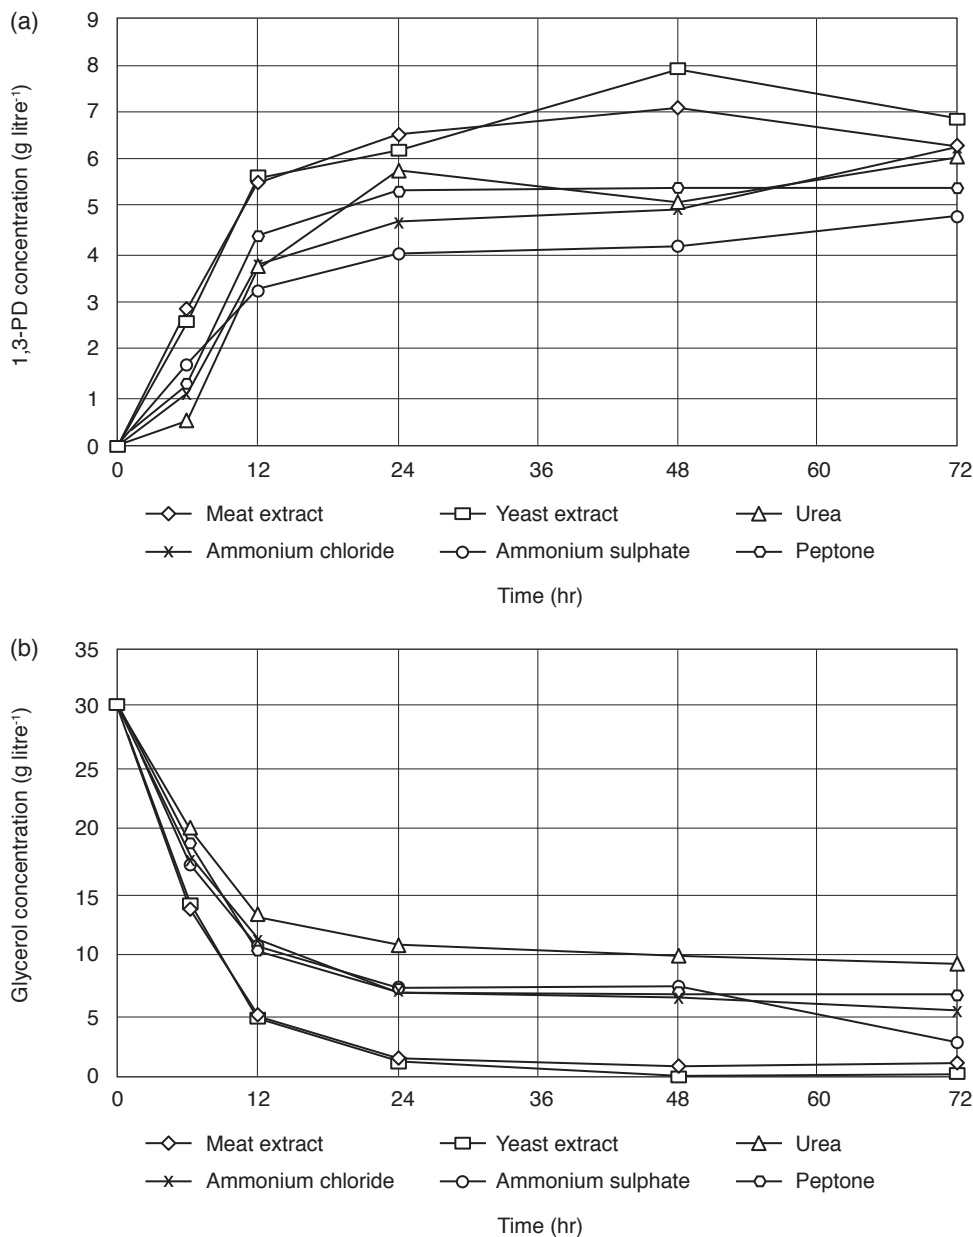 (a)
1,3-PD concentration (g litre⁻¹)
9
8
7
6
5
4
3
2
1
0
0 12 24 36 48 60 72
Meat extract Yeast extract Urea
Ammonium chloride Ammonium sulphate Peptone
Time (hr)
(b)
Glycerol concentration (g litre⁻¹)
35
30
25
20
15
10
5
0
0 12 24 36 48 60 72
Meat extract Yeast extract Urea
Ammonium chloride Ammonium sulphate Peptone
Time (hr)